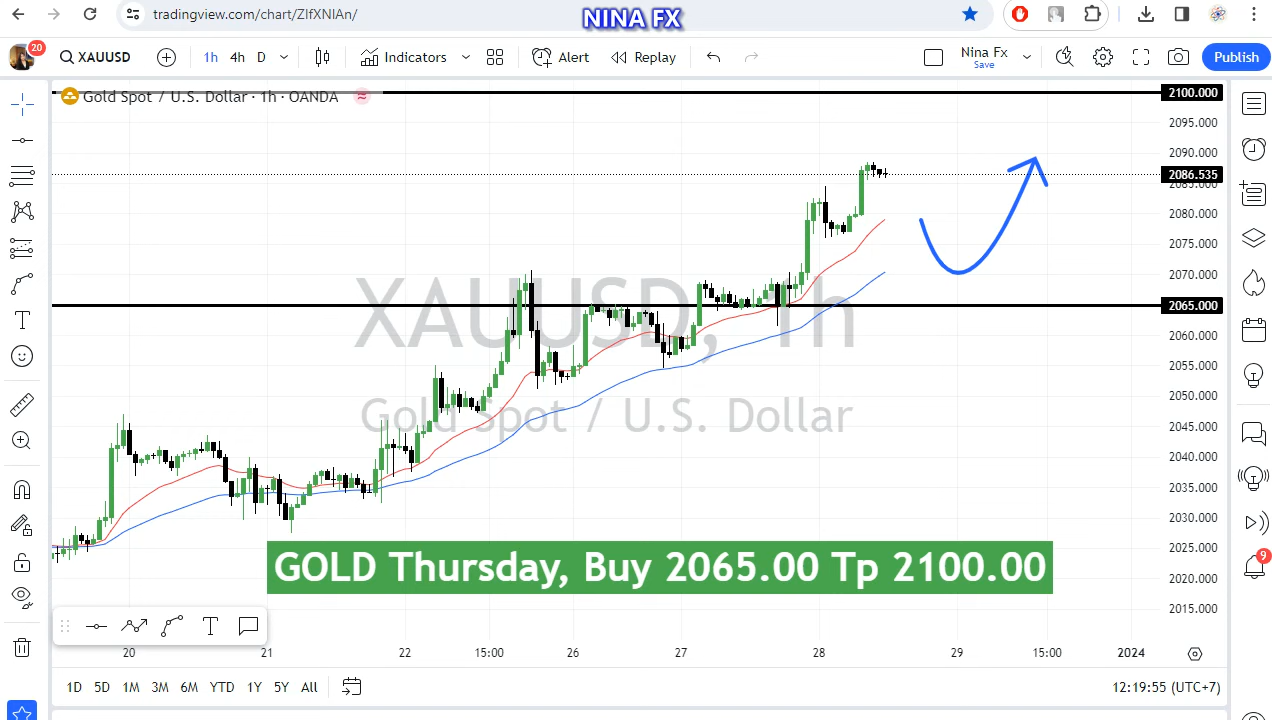 tradingview.com/chart/ZIfXNIAn/
NINA FX
20
XAUUSD
1h 4h D
Indicators
Alert
Replay
Nina Fx
Save
Publish
Gold Spot / U.S. Dollar · 1h · OANDA
2100.000
2095.000
2090.000
2086.535
2085.000
2080.000
2075.000
2070.000
2065.000
2060.000
2055.000
2050.000
2045.000
2040.000
2035.000
2030.000
2025.000
2020.000
2015.000
XAUUSD, 1h
Gold Spot / U.S. Dollar
GOLD Thursday, Buy 2065.00 Tp 2100.00
9
20 21 22 15:00 26 27 28 29 15:00 2024
1D 5D 1M 3M 6M YTD 1Y 5Y All
12:19:55 (UTC+7)